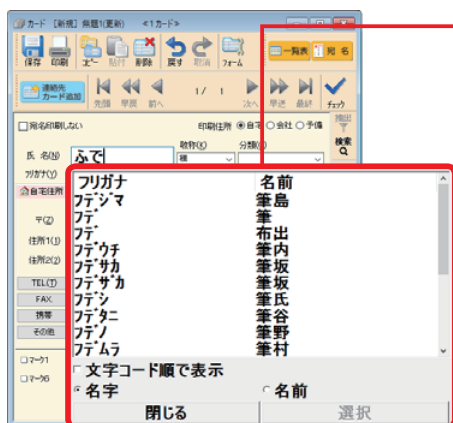 カード [新規] 無題1(更新) ≪1カード≫
保存 印刷 コピー 貼付 削除 戻す 取消 フォーム 一覧表 宛名
連絡先カード追加 先頭 早戻 前へ 1/ 1 次へ 早送 最終 チェック
宛名印刷しない 印刷住所 自宅 会社 予備 抽出
敬称(K) 分類 検索
氏 名(N) ふで 様
フリガナ(Y)
自宅住所
〒(Z)
住所1(1)
住所2(2)
TEL(T)
FAX
携帯
その他
マーク1
マーク6
フリガナ 名前
フデジマ 筆島
フデ 筆
フデ 布出
フデウチ 筆内
フデサカ 筆坂
フデザカ 筆坂
フデシ 筆氏
フデタニ 筆谷
フデノ 筆野
フデムラ 筆村
文字コード順で表示
名字 名前
閉じる 選択